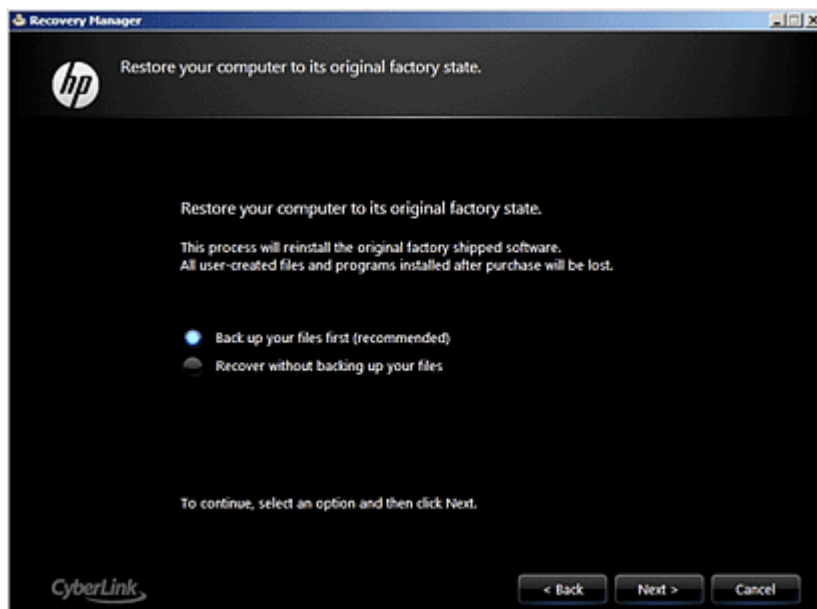 Recovery Manager
hp
Restore your computer to its original factory state.
Restore your computer to its original factory state.
This process will reinstall the original factory shipped software.
All user-created files and programs installed after purchase will be lost.
Back up your files first (recommended)
Recover without backing up your files
To continue, select an option and then click Next.
CyberLink
< Back
Next >
Cancel